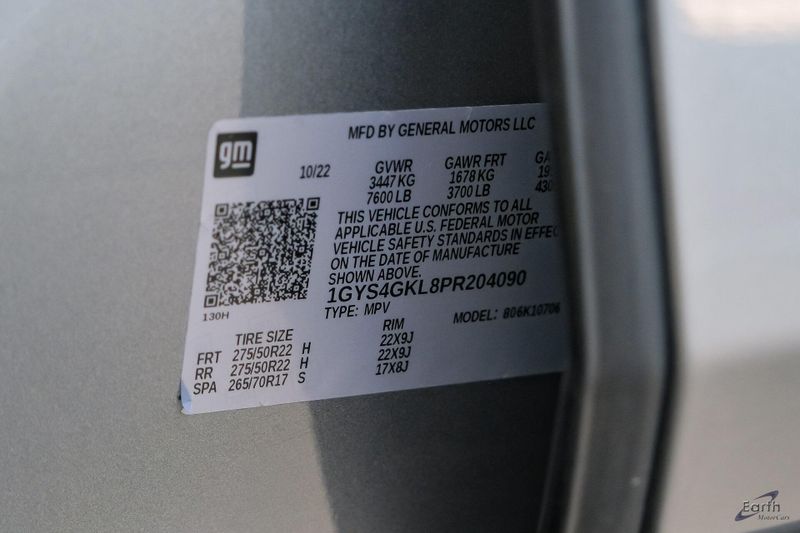 MFD BY GENERAL MOTORS LLC
gm
10/22
GVWR GAWR FRT
3447 KG 1678 KG
7600 LB 3700 LB
THIS VEHICLE CONFORMS TO ALL
APPLICABLE U.S. FEDERAL MOTOR
VEHICLE SAFETY STANDARDS IN EFFEC
ON THE DATE OF MANUFACTURE
SHOWN ABOVE.
1GYS4GKL8PR204090
TYPE: MPV MODEL: 806K10706
130H
TIRE SIZE RIM
FRT 275/50R22 H 22X9J
RR 275/50R22 H 22X9J
SPA 265/70R17 S 17X8J
Earth
MotorCars